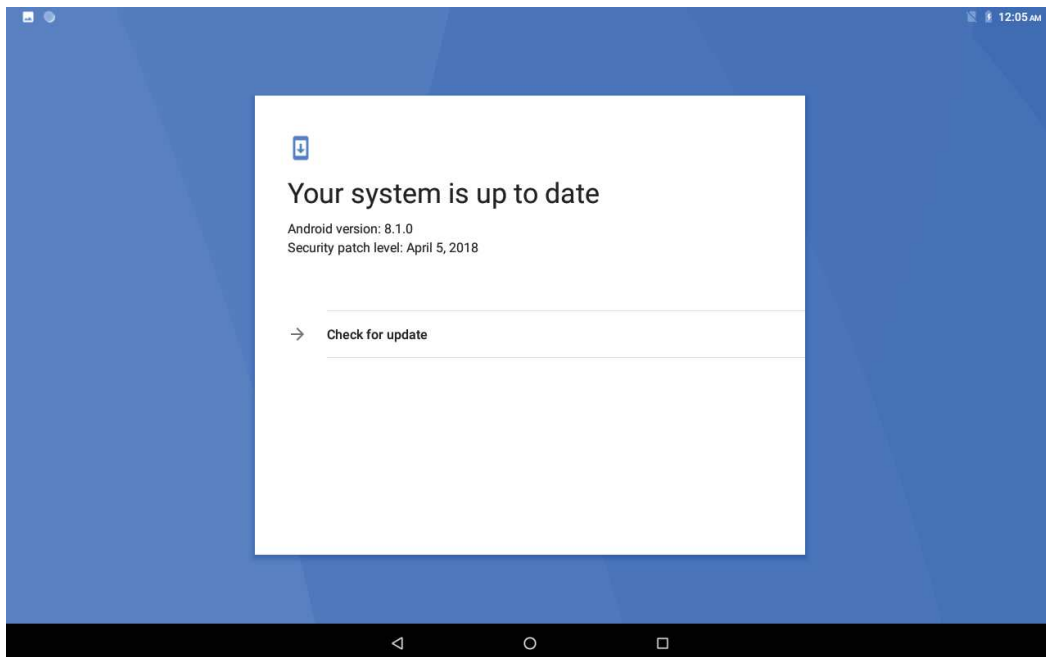 12:05 AM
Your system is up to date
Android version: 8.1.0
Security patch level: April 5, 2018
Check for update